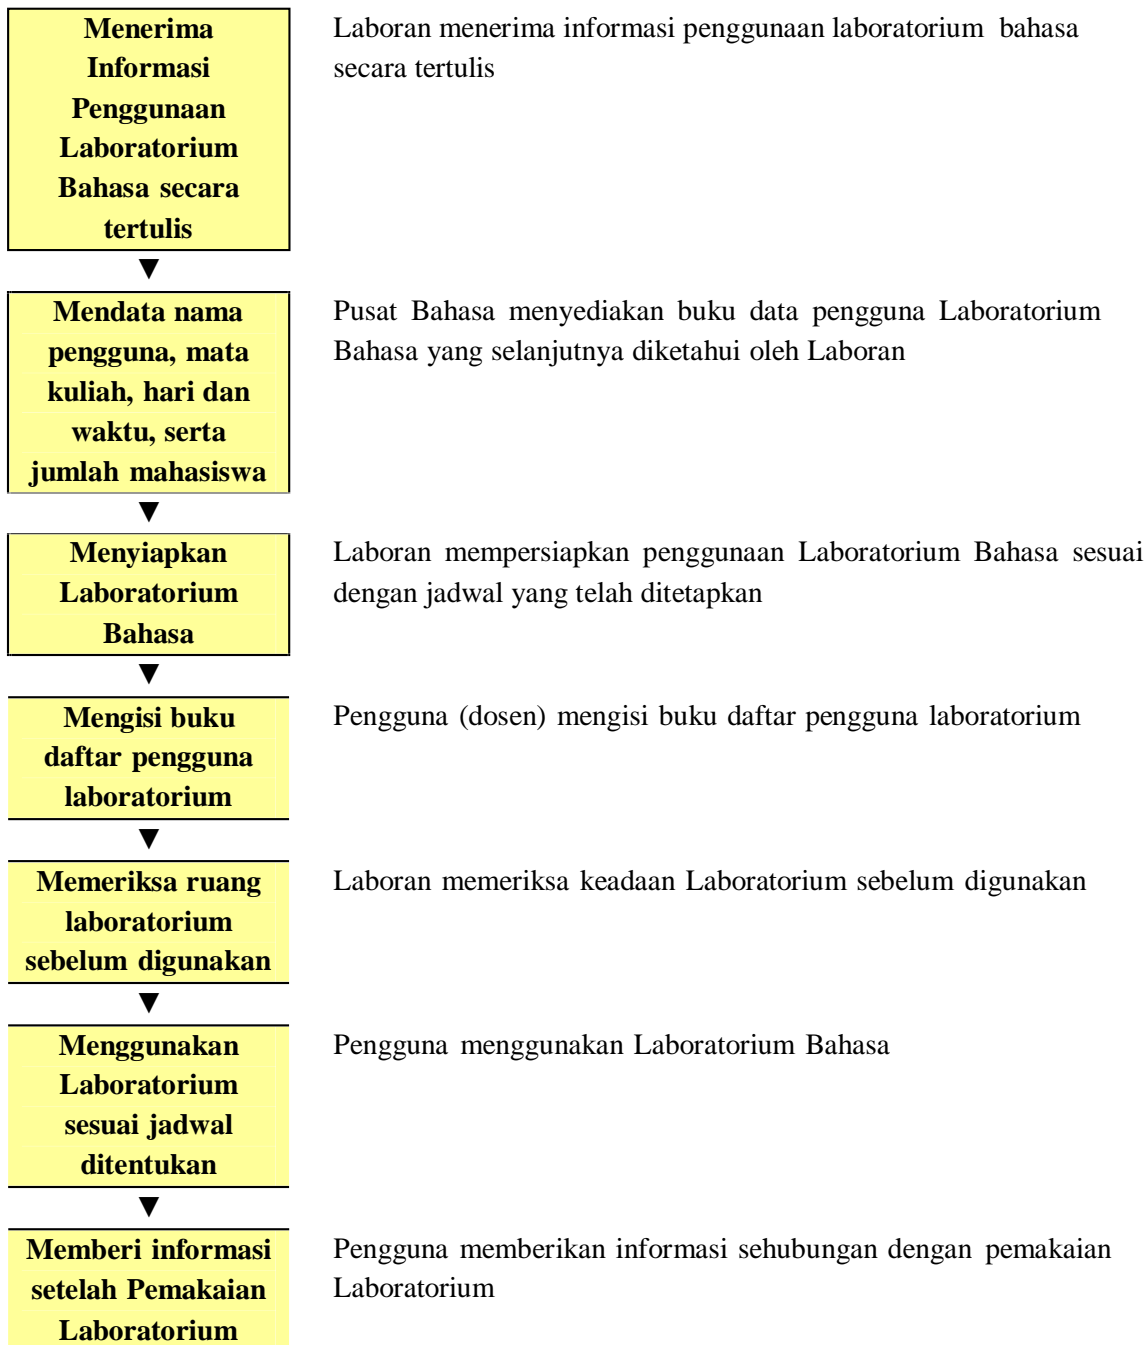 Menerima
Informasi
Penggunaan
Laboratorium
Bahasa secara
tertulis
Laboran menerima informasi penggunaan laboratorium bahasa
secara tertulis
▼
Mendata nama
pengguna, mata
kuliah, hari dan
waktu, serta
jumlah mahasiswa
Pusat Bahasa menyediakan buku data pengguna Laboratorium
Bahasa yang selanjutnya diketahui oleh Laboran
▼
Menyiapkan
Laboratorium
Bahasa
Laboran mempersiapkan penggunaan Laboratorium Bahasa sesuai
dengan jadwal yang telah ditetapkan
▼
Mengisi buku
daftar pengguna
laboratorium
Pengguna (dosen) mengisi buku daftar pengguna laboratorium
▼
Memeriksa ruang
laboratorium
sebelum digunakan
Laboran memeriksa keadaan Laboratorium sebelum digunakan
▼
Menggunakan
Laboratorium
sesuai jadwal
ditentukan
Pengguna menggunakan Laboratorium Bahasa
▼
Memberi informasi
setelah Pemakaian
Laboratorium
Pengguna memberikan informasi sehubungan dengan pemakaian
Laboratorium